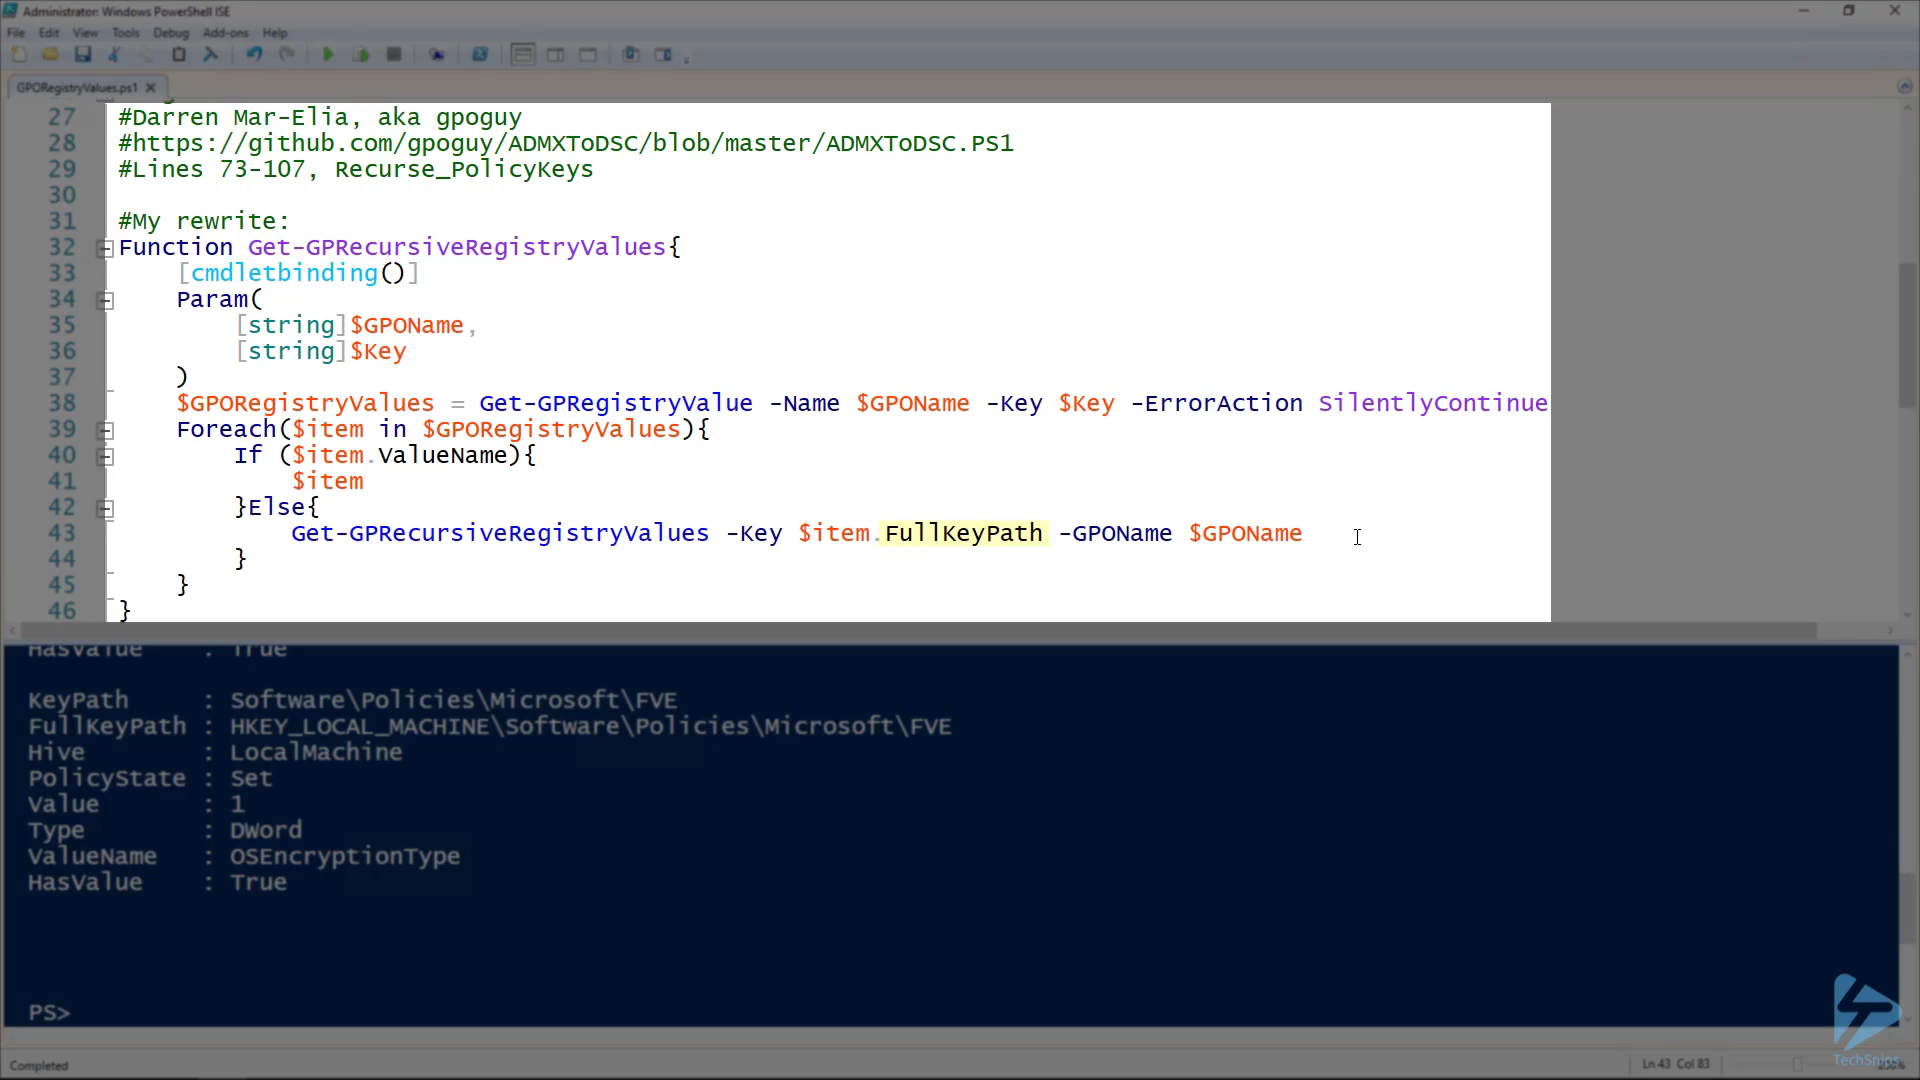 Administrator: Windows PowerShell ISE
File Edit View Tools Debug Add-ons Help
GPORegistryValues.ps1
27 #Darren Mar-Elia, aka gpoguy
28 #https://github.com/gpoguy/ADMXToDSC/blob/master/ADMXToDSC.PS1
29 #Lines 73-107, Recurse_PolicyKeys
30
31 #My rewrite:
32 Function Get-GPRecursiveRegistryValues{
33 [cmdletbinding()]
34 Param(
35 [string]$GPOName,
36 [string]$Key
37 )
38 $GPORegistryValues = Get-GPRegistryValue -Name $GPOName -Key $Key -ErrorAction SilentlyContinue
39 Foreach($item in $GPORegistryValues){
40 If ($item.ValueName){
41 $item
42 }Else{
43 Get-GPRecursiveRegistryValues -Key $item.FullKeyPath -GPOName $GPOName
44 }
45 }
46 }
HasValue : True
KeyPath : Software\Policies\Microsoft\FVE
FullKeyPath : HKEY_LOCAL_MACHINE\Software\Policies\Microsoft\FVE
Hive : LocalMachine
PolicyState : Set
Value : 1
Type : DWord
ValueName : OSEncryptionType
HasValue : True
PS>
TechSnips
Completed
Ln 43 Col 83